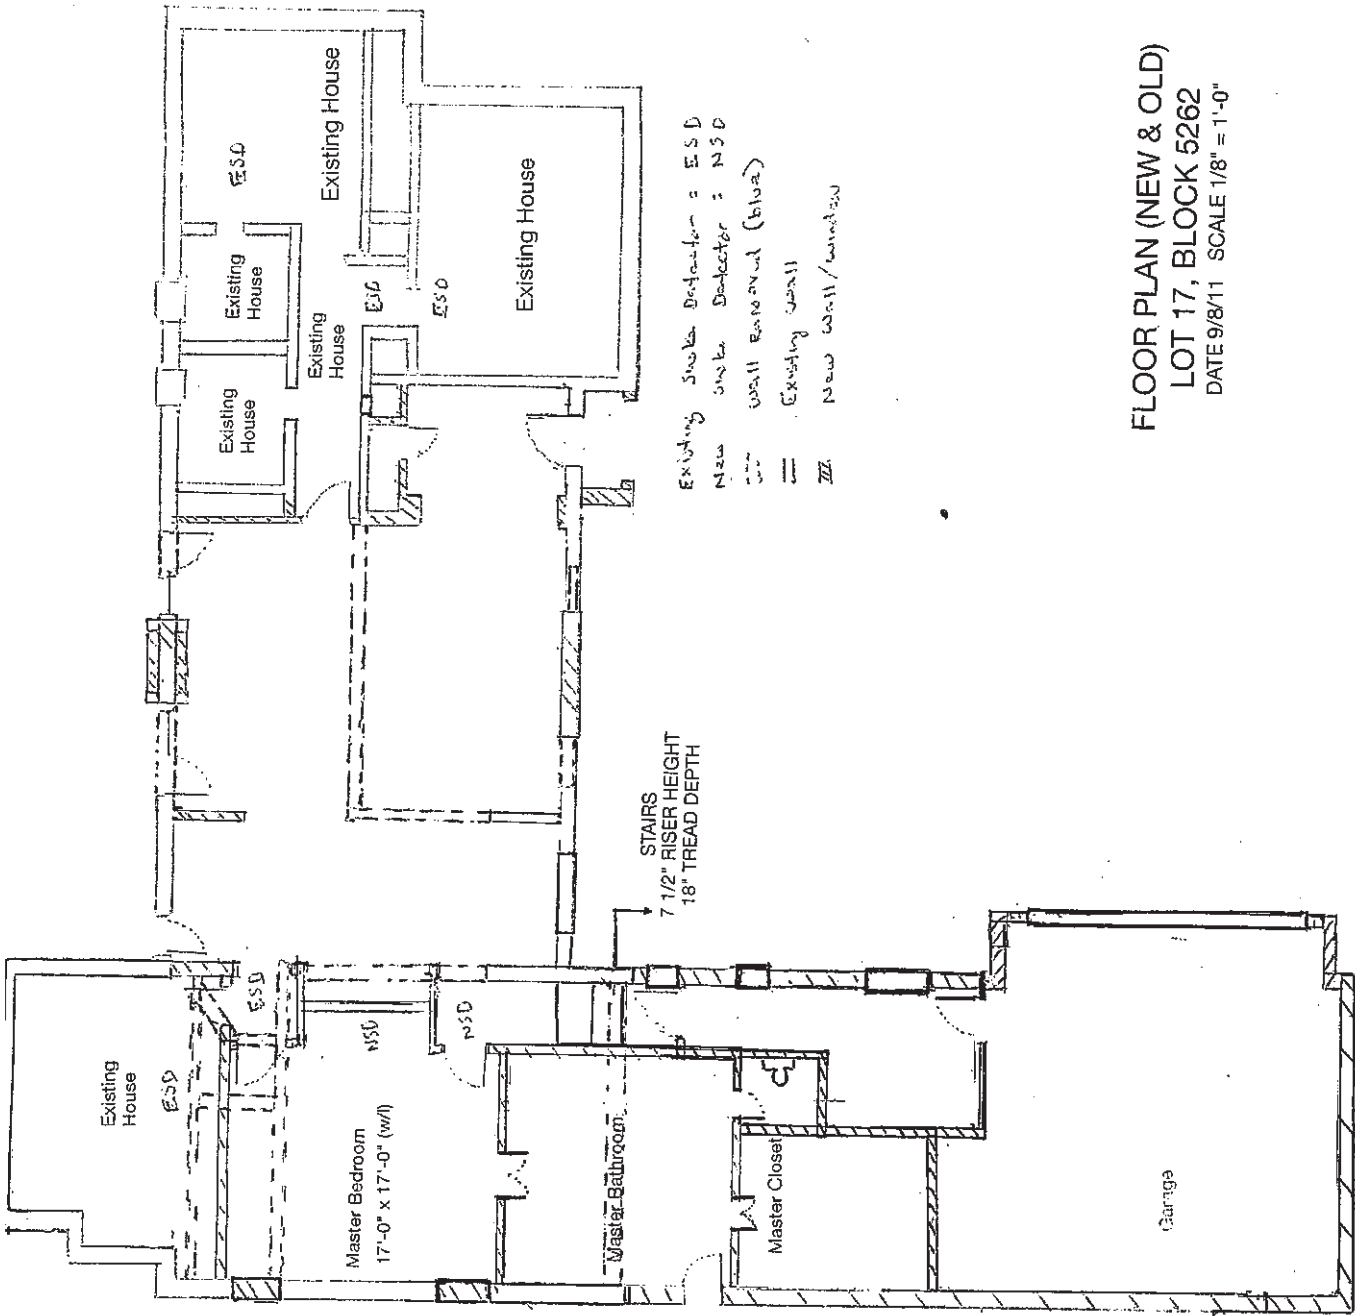 FLOOR PLAN (NEW & OLD)
LOT 17, BLOCK 5262
DATE 9/8/11 SCALE 1/8" = 1'-0"
Existing Smoke Detector = ESD
New Smoke Detector = NSD
Wall Removed (blue)
Existing wall
New Wall/window
Existing House
ESD
Existing
House
Existing
House
Existing
House
ESD
ESD
Existing House
STAIRS
7 1/2" RISER HEIGHT
18" TREAD DEPTH
Existing
House
ESD
ESD
NSD
NSD
Master Bedroom
17'-0" x 17'-0" (w/l)
Master Bathroom
Master Closet
Garage